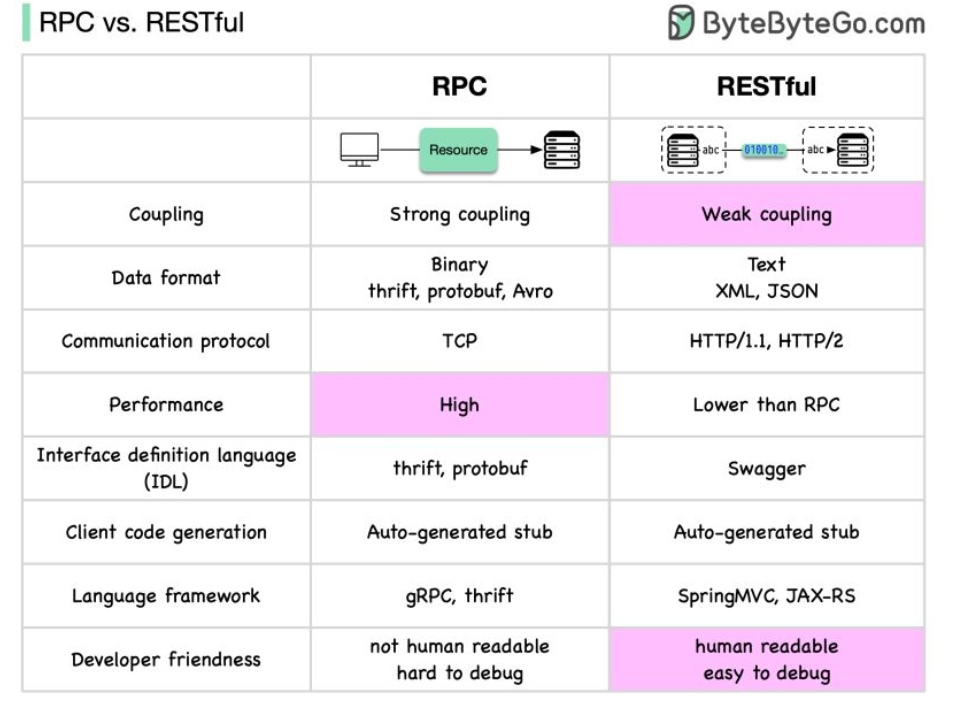 RPC vs. RESTful
ByteByteGo.com
RPC
RESTful
Resource
abc
010010..
abc
Coupling
Strong coupling
Weak coupling
Data format
Binary
thrift, protobuf, Avro
Text
XML, JSON
Communication protocol
TCP
HTTP/1.1, HTTP/2
Performance
High
Lower than RPC
Interface definition language
(IDL)
thrift, protobuf
Swagger
Client code generation
Auto-generated stub
Auto-generated stub
Language framework
gRPC, thrift
SpringMVC, JAX-RS
Developer friendness
not human readable
hard to debug
human readable
easy to debug